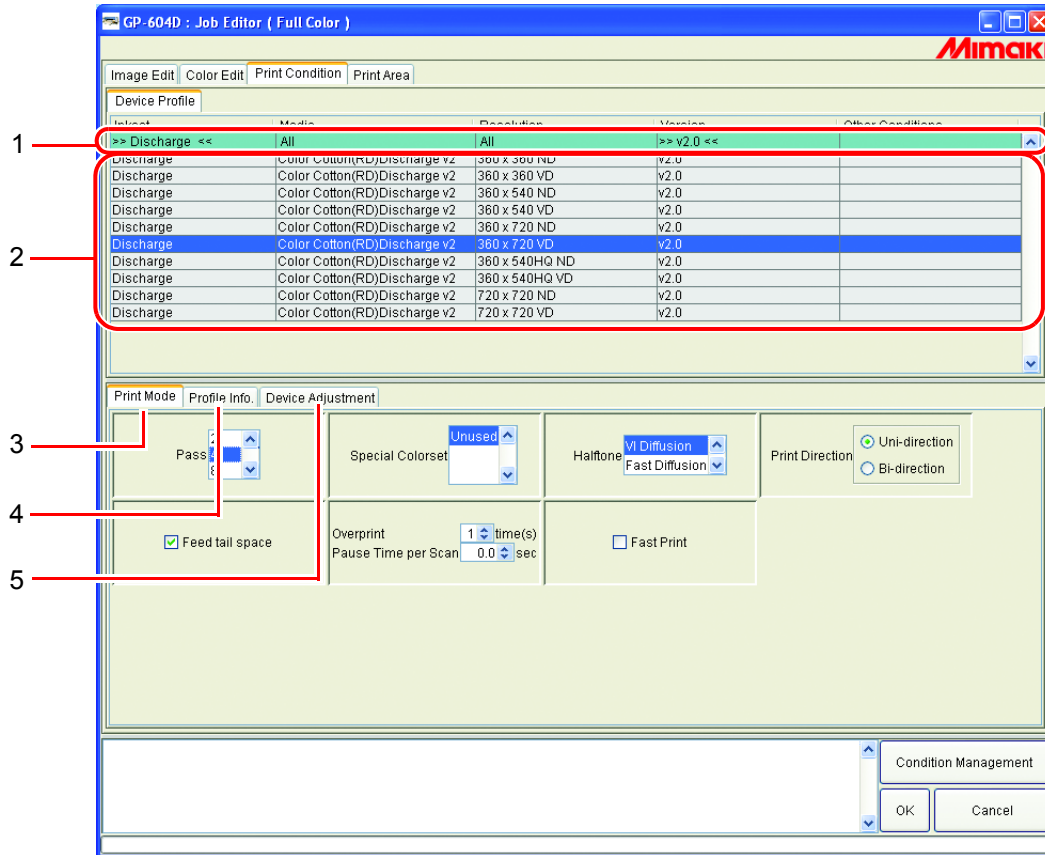 GP-604D : Job Editor ( Full Color )
Mimaki
Image Edit Color Edit Print Condition Print Area
Device Profile
Inkset Media Resolution Version Other Conditions
1
>> Discharge << All All >> v2.0 <<
Discharge Color Cotton(RD)Discharge v2 360 x 360 ND v2.0
Discharge Color Cotton(RD)Discharge v2 360 x 360 VD v2.0
Discharge Color Cotton(RD)Discharge v2 360 x 540 ND v2.0
Discharge Color Cotton(RD)Discharge v2 360 x 540 VD v2.0
Discharge Color Cotton(RD)Discharge v2 360 x 720 ND v2.0
2
Discharge Color Cotton(RD)Discharge v2 360 x 720 VD v2.0
Discharge Color Cotton(RD)Discharge v2 360 x 540HQ ND v2.0
Discharge Color Cotton(RD)Discharge v2 360 x 540HQ VD v2.0
Discharge Color Cotton(RD)Discharge v2 720 x 720 ND v2.0
Discharge Color Cotton(RD)Discharge v2 720 x 720 VD v2.0
Print Mode Profile Info. Device Adjustment
3
Pass
Special Colorset Unused
Halftone VI Diffusion
Fast Diffusion
Print Direction Uni-direction
Bi-direction
4
Feed tail space
Overprint 1 time(s)
Pause Time per Scan 0.0 sec
Fast Print
5
Condition Management
OK Cancel